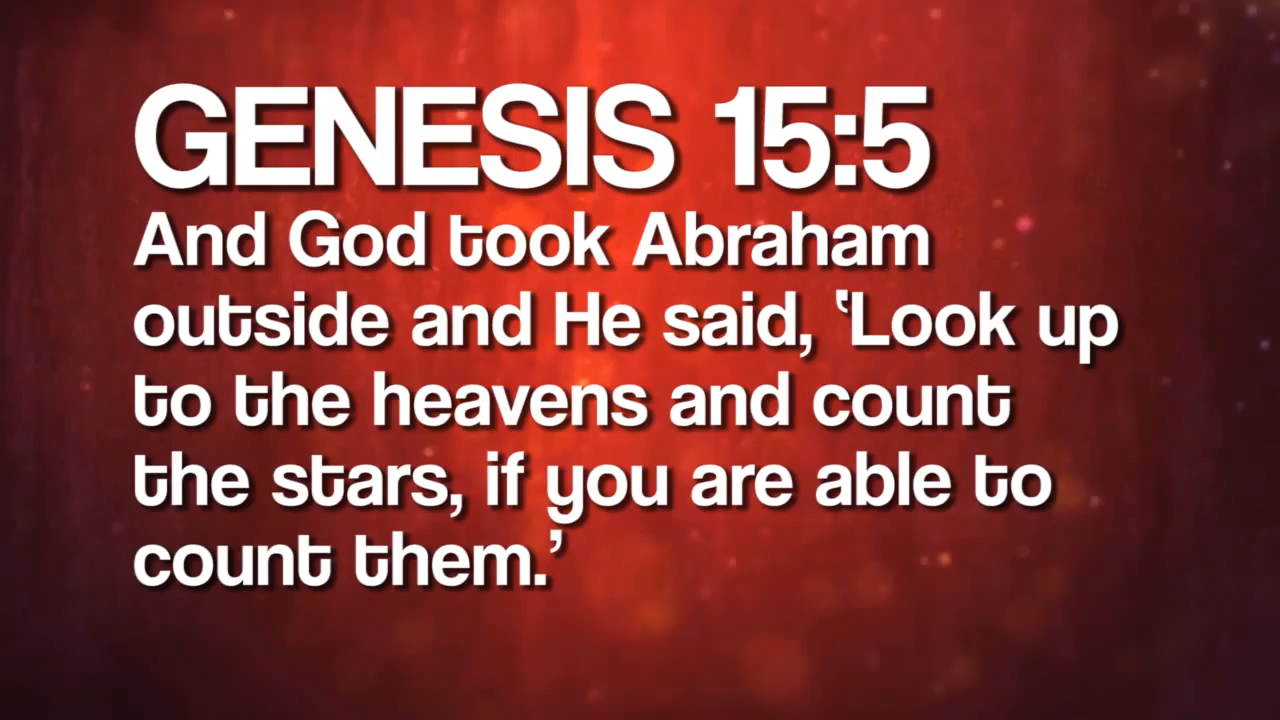 GENESIS 15:5
And God took Abraham
outside and He said, ‘Look up
to the heavens and count
the stars, if you are able to
count them.’